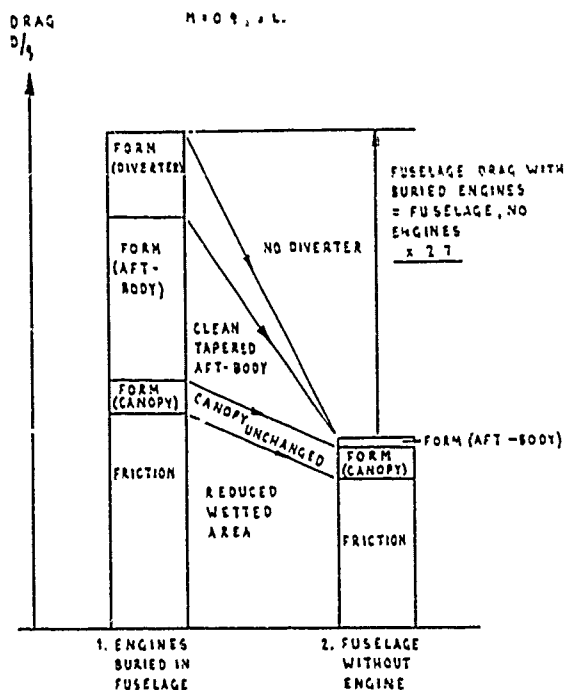 DRAG
D/q
M = 0.9, S.L.
FORM
(DIVERTER)
FORM
(AFT-
BODY)
FORM
(CANOPY)
FRICTION
NO DIVERTER
CLEAN
TAPERED
AFT-BODY
CANOPY
UNCHANGED
REDUCED
WETTED
AREA
FUSELAGE DRAG WITH
BURIED ENGINES
= FUSELAGE, NO
ENGINES
x 2.7
FORM (AFT-BODY)
FORM
(CANOPY)
FRICTION
1. ENGINES
BURIED IN
FUSELAGE
2. FUSELAGE
WITHOUT
ENGINE